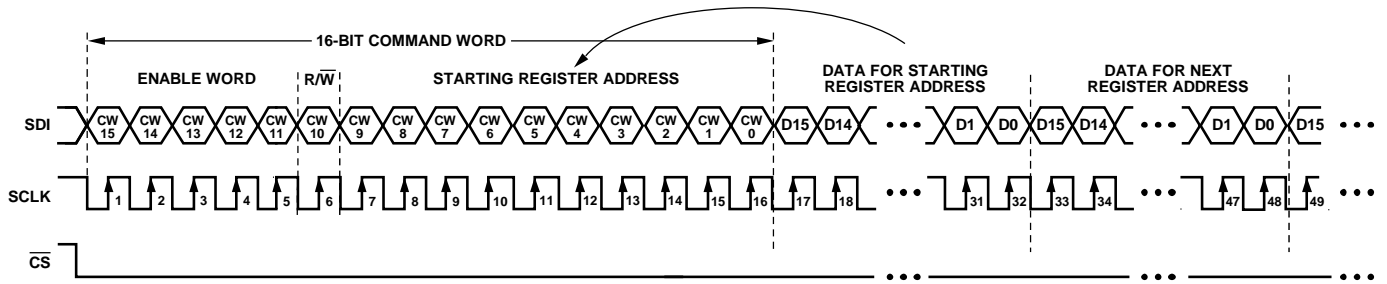 16-BIT COMMAND WORD
ENABLE WORD R/W̅ STARTING REGISTER ADDRESS DATA FOR STARTING REGISTER ADDRESS DATA FOR NEXT REGISTER ADDRESS
SDI CW 15 CW 14 CW 13 CW 12 CW 11 CW 10 CW 9 CW 8 CW 7 CW 6 CW 5 CW 4 CW 3 CW 2 CW 1 CW 0 D15 D14 ••• D1 D0 D15 D14 ••• D1 D0 D15 •••
SCLK 1 2 3 4 5 6 7 8 9 10 11 12 13 14 15 16 17 18 ••• 31 32 33 34 ••• 47 48 49 •••
C̅S̅ ••• ••• •••